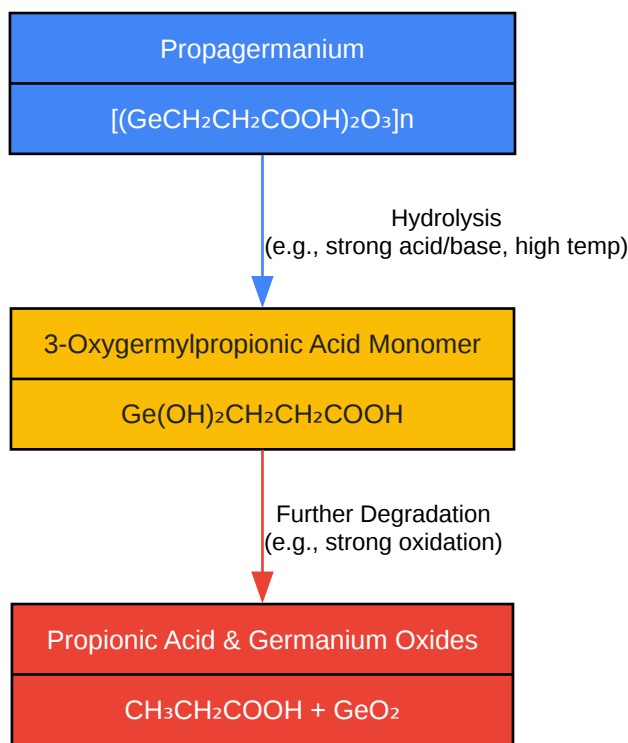 Propagermanium
[(GeCH₂CH₂COOH)₂O₃]n
Hydrolysis
(e.g., strong acid/base, high temp)
3-Oxygermylpropionic Acid Monomer
Ge(OH)₂CH₂CH₂COOH
Further Degradation
(e.g., strong oxidation)
Propionic Acid & Germanium Oxides
CH₃CH₂COOH + GeO₂